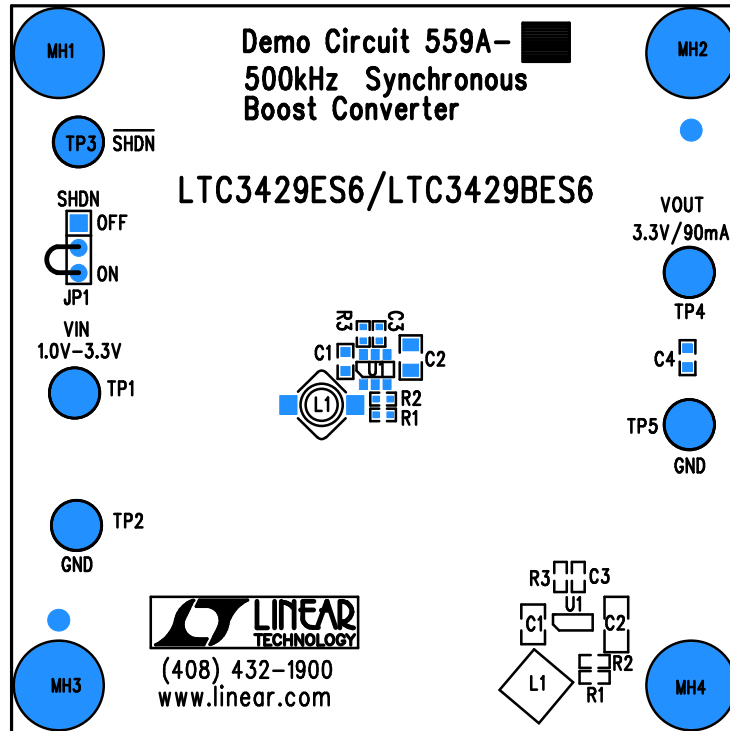 MH1
Demo Circuit 559A-
500kHz Synchronous
Boost Converter
MH2
TP3 SHDN
LTC3429ES6/LTC3429BES6
SHDN
OFF
ON
JP1
VOUT
3.3V/90mA
TP4
VIN
1.0V-3.3V
TP1
R3
C3
C1
U1
C2
L1
R2
R1
C4
TP5
GND
TP2
GND
R3
C3
U1
C1
C2
R2
L1
R1
LINEAR
TECHNOLOGY
(408) 432-1900
www.linear.com
MH3
MH4